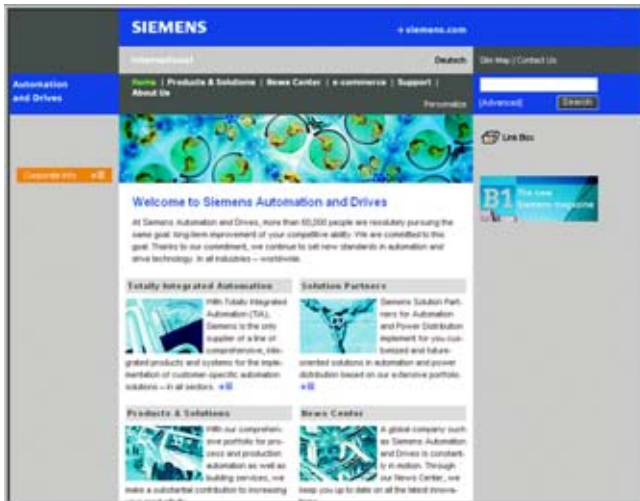 SIEMENS
siemens.com
International
Deutsch
Site Map | Contact Us
Automation
and Drives
Home | Products & Solutions | News Center | e-commerce | Support |
About Us
Personalize
[Advanced]
Search
Link Box
Corporate Info
B1 The new
Siemens magazine
Welcome to Siemens Automation and Drives
At Siemens Automation and Drives, more than 60,000 people are resolutely pursuing the
same goal: long-term improvement of your competitive ability. We are committed to this
goal. Thanks to our commitment, we continue to set new standards in automation and
drive technology. In all industries – worldwide.
Totally Integrated Automation
With Totally Integrated
Automation (TIA),
Siemens is the only
supplier of a line of
comprehensive, inte-
grated products and systems for the imple-
mentation of customer-specific automation
solutions – in all sectors.
Solution Partners
Siemens Solution Part-
ners for Automation
and Power Distribution
implement for you cus-
tomized and future-
oriented solutions in automation and power
distribution based on our extensive portfolio.
Products & Solutions
With our comprehen-
sive portfolio for pro-
cess and production
automation as well as
building services, we
make a substantial contribution to increasing
News Center
A global company such
as Siemens Automation
and Drives is constant-
ly in motion. Through
our News Center, we
keep you up to date on all the latest innova-